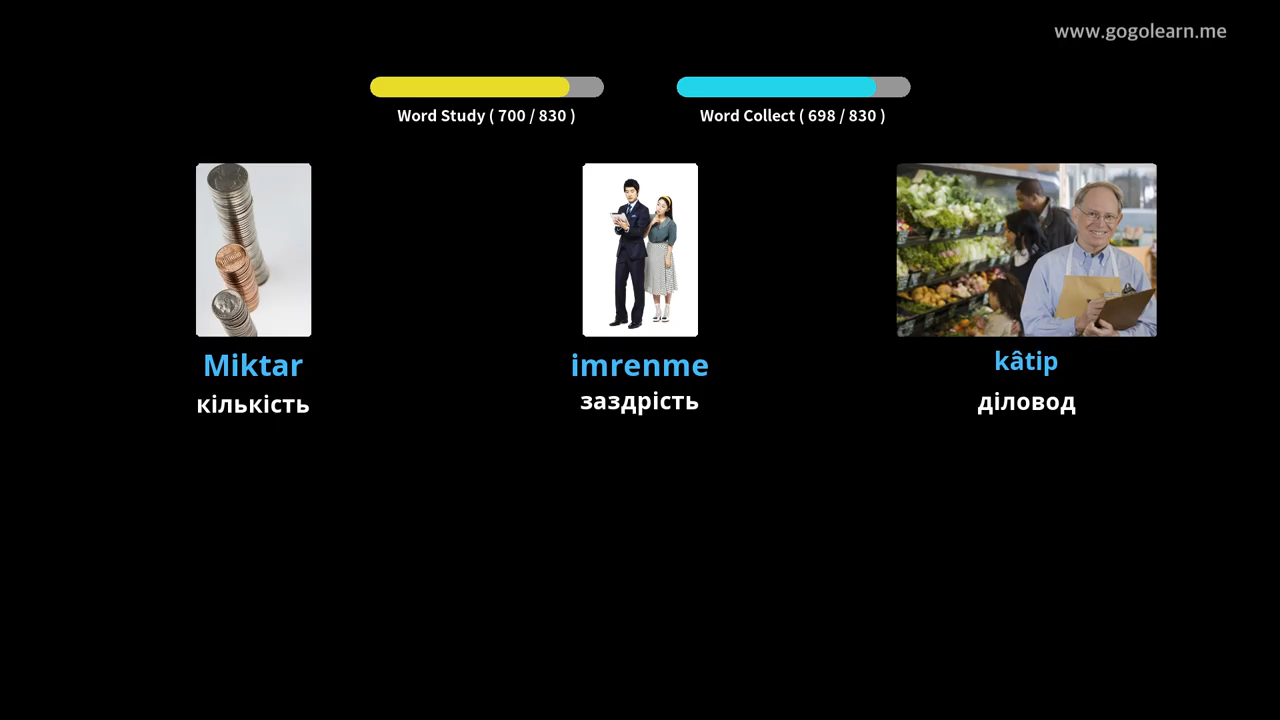 www.gogolearn.me
Word Study ( 700 / 830 )
Word Collect ( 698 / 830 )
Miktar
кількість
imrenme
заздрість
kâtip
діловод